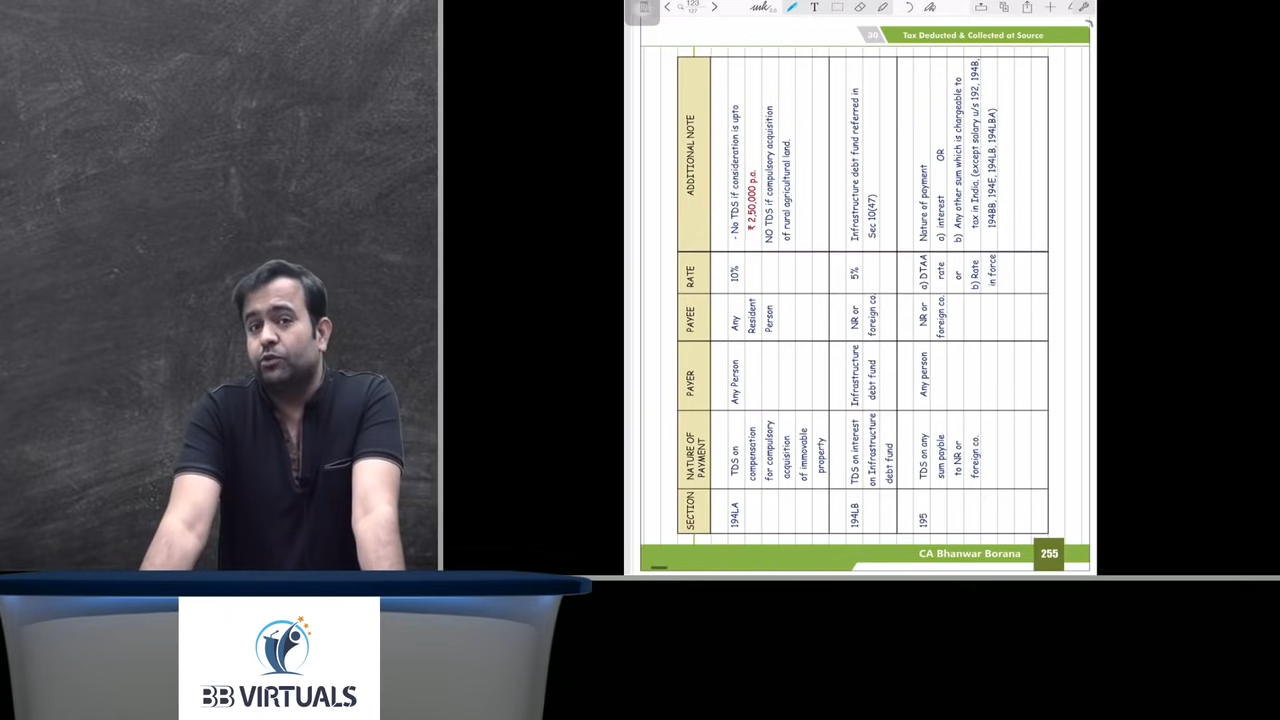 123
127
T
30
Tax Deducted & Collected at Source
SECTION
NATURE OF
PAYMENT
PAYER
PAYEE
RATE
ADDITIONAL NOTE
194LA
TDS on
compensation
for compulsory
acquisition
of immovable
property
Any Person
Any
Resident
Person
10%
- No TDS if consideration is upto
₹ 2,50,000 p.a.
NO TDS if compulsory acquisition
of rural agricultural land.
194LB
TDS on interest
on Infrastructure
debt fund
Infrastructure
debt fund
NR or
foreign co.
5%
Infrastructure debt fund referred in
Sec 10(47)
195
TDS on any
sum payble
to NR or
foreign co.
Any person
NR or
foreign co.
a) DTAA
rate
or
b) Rate
in force
Nature of payment
a) interest OR
b) Any other sum which is chargeable to
tax in India. (except salary u/s 192, 194B,
194BB, 194E, 194LB, 194LBA)
CA Bhanwar Borana 255
BB VIRTUALS